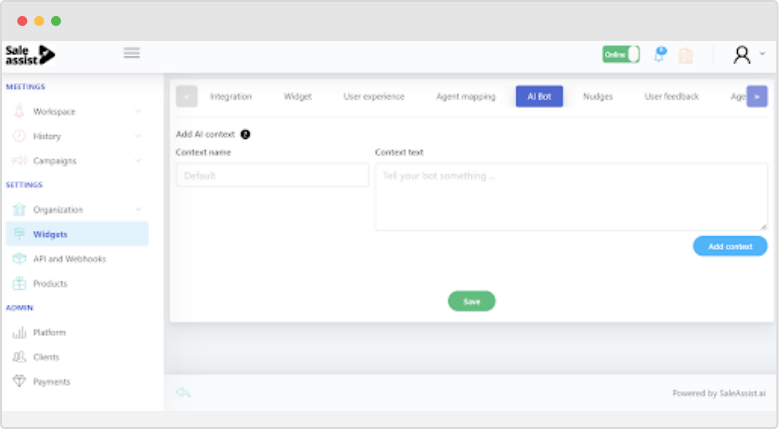 Sale
assist
Online
MEETINGS
Workspace
History
Campaigns
SETTINGS
Organization
Widgets
API and Webhooks
Products
ADMIN
Platform
Clients
Payments
< Integration Widget User experience Agent mapping AI Bot Nudges User feedback Age >
Add AI context ?
Context name Context text
Default Tell your bot something ...
Add context
Save
Powered by SaleAssist.ai